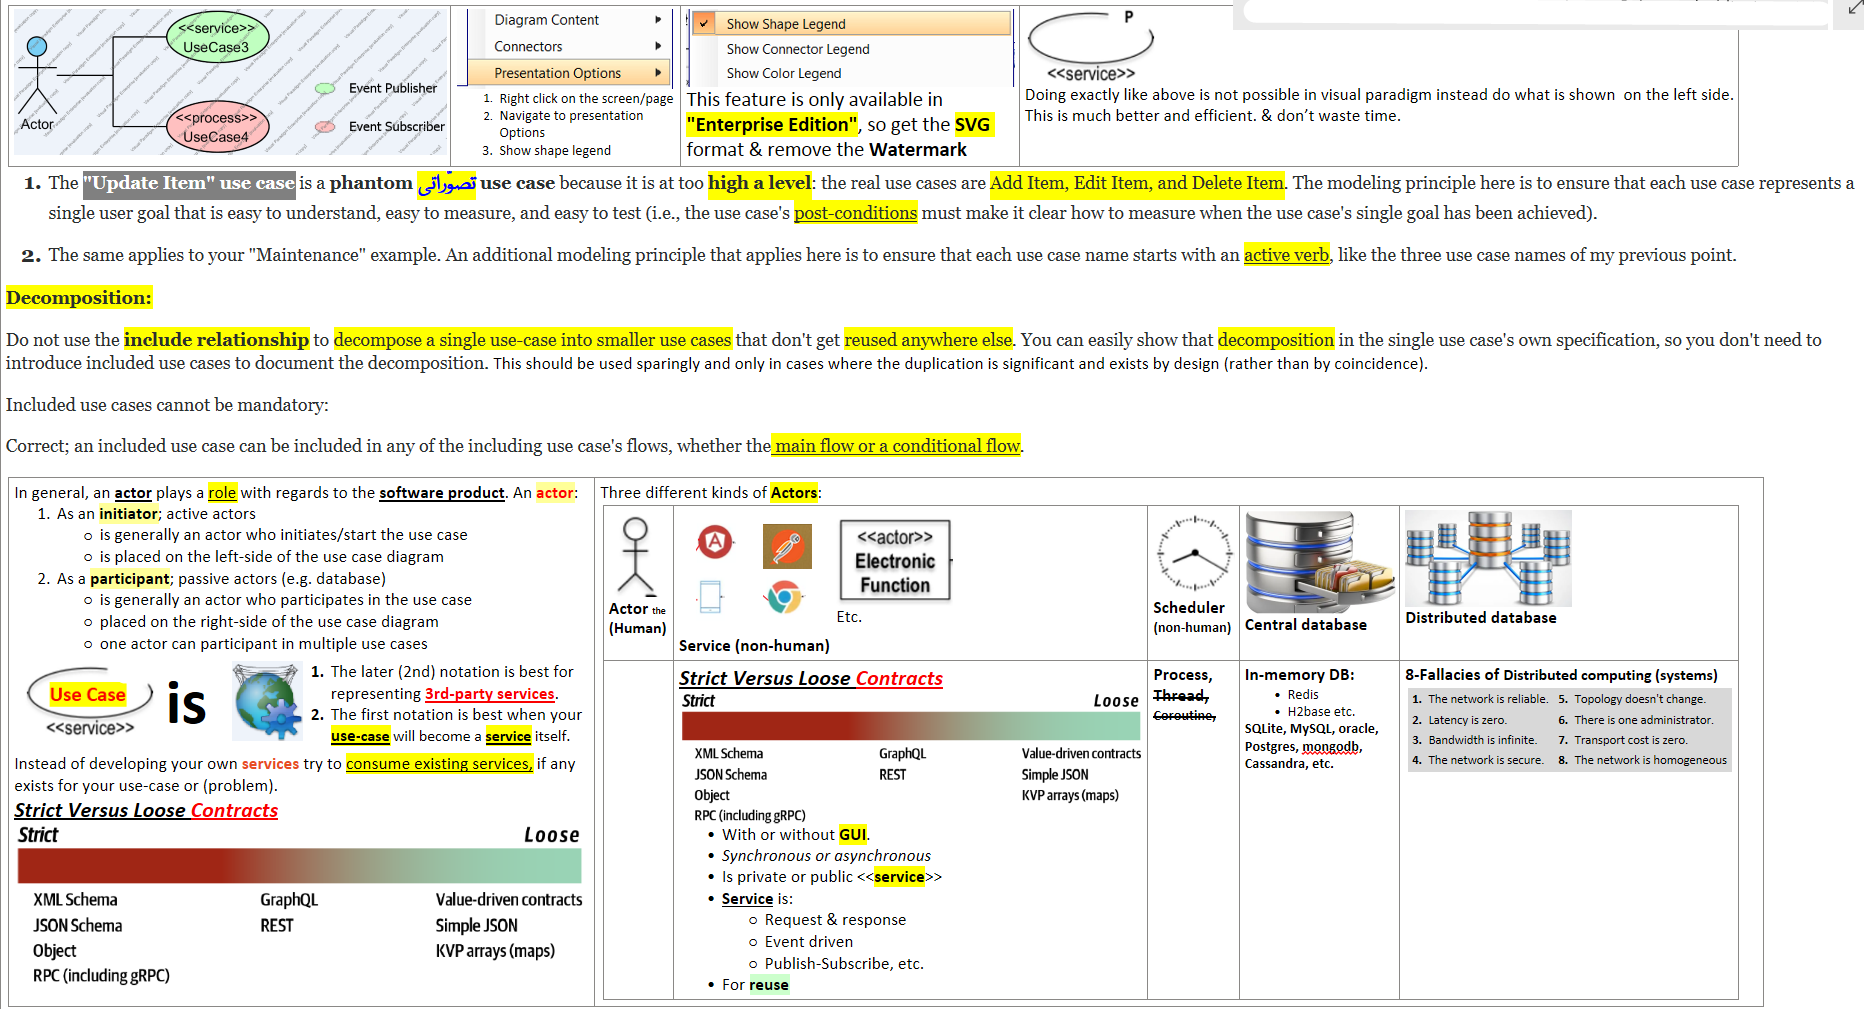 <<service>>
UseCase3
Event Publisher
<<process>>
UseCase4
Event Subscriber
Actor
Diagram Content
Connectors
Presentation Options
1. Right click on the screen/page
2. Navigate to presentation
Options
3. Show shape legend
Show Shape Legend
Show Connector Legend
Show Color Legend
This feature is only available in
"Enterprise Edition", so get the SVG
format & remove the Watermark
P
<<service>>
Doing exactly like above is not possible in visual paradigm instead do what is shown on the left side.
This is much better and efficient. & don't waste time.
1. The "Update Item" use case is a phantom تصوّراتی use case because it is at too high a level: the real use cases are Add Item, Edit Item, and Delete Item. The modeling principle here is to ensure that each use case represents a
single user goal that is easy to understand, easy to measure, and easy to test (i.e., the use case's post-conditions must make it clear how to measure when the use case's single goal has been achieved).
2. The same applies to your "Maintenance" example. An additional modeling principle that applies here is to ensure that each use case name starts with an active verb, like the three use case names of my previous point.
Decomposition:
Do not use the include relationship to decompose a single use-case into smaller use cases that don't get reused anywhere else. You can easily show that decomposition in the single use case's own specification, so you don't need to
introduce included use cases to document the decomposition. This should be used sparingly and only in cases where the duplication is significant and exists by design (rather than by coincidence).
Included use cases cannot be mandatory:
Correct; an included use case can be included in any of the including use case's flows, whether the main flow or a conditional flow.
In general, an actor plays a role with regards to the software product. An actor:
1. As an initiator; active actors
○ is generally an actor who initiates/start the use case
○ is placed on the left-side of the use case diagram
2. As a participant; passive actors (e.g. database)
○ is generally an actor who participates in the use case
○ placed on the right-side of the use case diagram
○ one actor can participant in multiple use cases
Use Case
<<service>>
is
1. The later (2nd) notation is best for
representing 3rd-party services.
2. The first notation is best when your
use-case will become a service itself.
Instead of developing your own services try to consume existing services, if any
exists for your use-case or (problem).
Strict Versus Loose Contracts
Strict Loose
XML Schema GraphQL Value-driven contracts
JSON Schema REST Simple JSON
Object KVP arrays (maps)
RPC (including gRPC)
Three different kinds of Actors:
Actor the
(Human)
<<actor>>
Electronic
Function
Etc.
Service (non-human)
Scheduler
(non-human)
Central database
Distributed database
Strict Versus Loose Contracts
Strict Loose
XML Schema GraphQL Value-driven contracts
JSON Schema REST Simple JSON
Object KVP arrays (maps)
RPC (including gRPC)
• With or without GUI.
• Synchronous or asynchronous
• Is private or public <<service>>
• Service is:
○ Request & response
○ Event driven
○ Publish-Subscribe, etc.
• For reuse
Process,
Thread,
Coroutine,
In-memory DB:
• Redis
• H2base etc.
SQLite, MySQL, oracle,
Postgres, mongodb,
Cassandra, etc.
8-Fallacies of Distributed computing (systems)
1. The network is reliable. 5. Topology doesn't change.
2. Latency is zero. 6. There is one administrator.
3. Bandwidth is infinite. 7. Transport cost is zero.
4. The network is secure. 8. The network is homogeneous